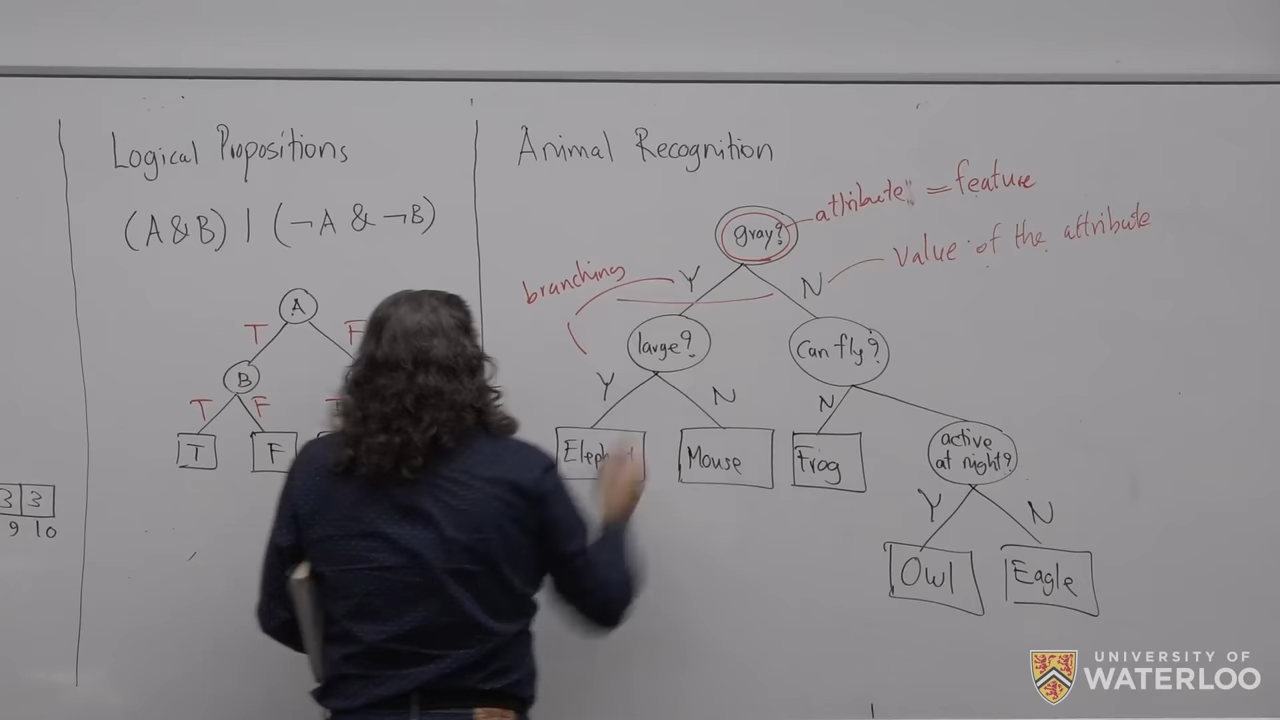 Logical Propositions
(A&B) | (¬A & ¬B)
A
T F
B
T F
T F
3 3
9 10
Animal Recognition
attribute = feature
gray?
value of the attribute
branching
Y N
large? Can fly?
Y N N
active
at night?
Mouse Frog
Y N
Owl Eagle
UNIVERSITY OF
WATERLOO